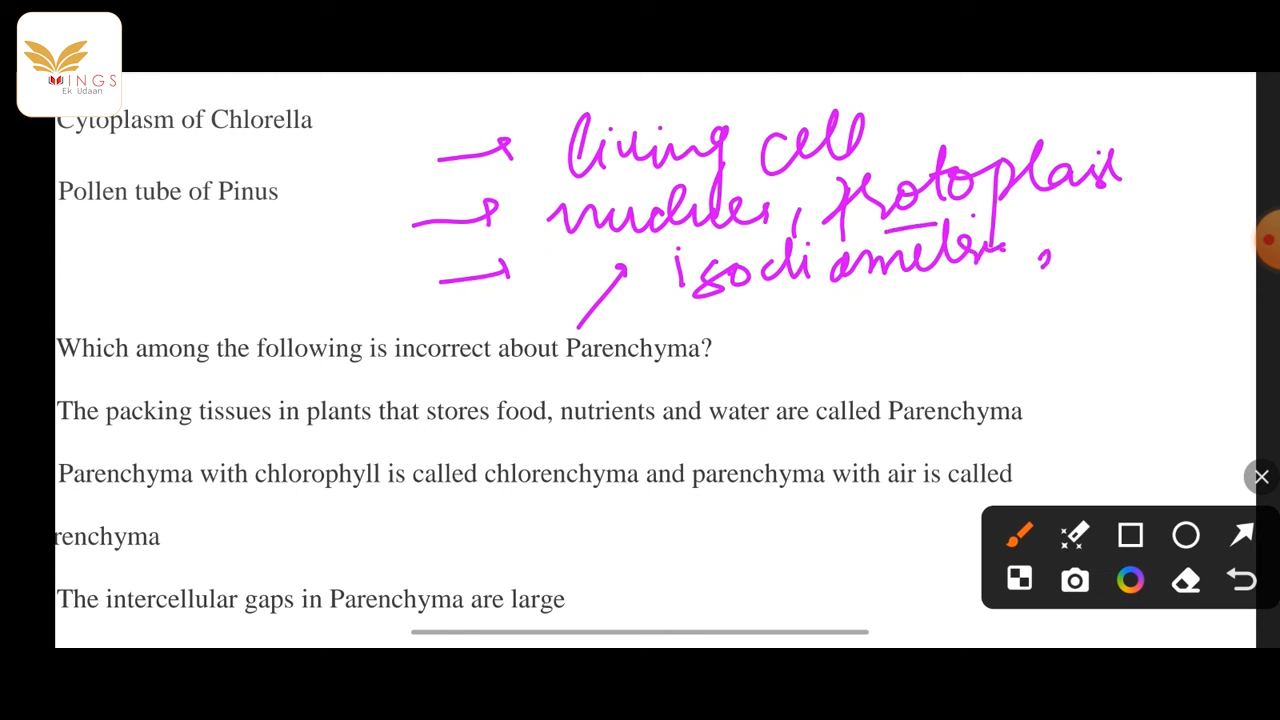 WINGS
Ek Udaan
Cytoplasm of Chlorella
Pollen tube of Pinus
living cell
nucleus, protoplast
isodiametric,
Which among the following is incorrect about Parenchyma?
The packing tissues in plants that stores food, nutrients and water are called Parenchyma
Parenchyma with chlorophyll is called chlorenchyma and parenchyma with air is called
renchyma
The intercellular gaps in Parenchyma are large